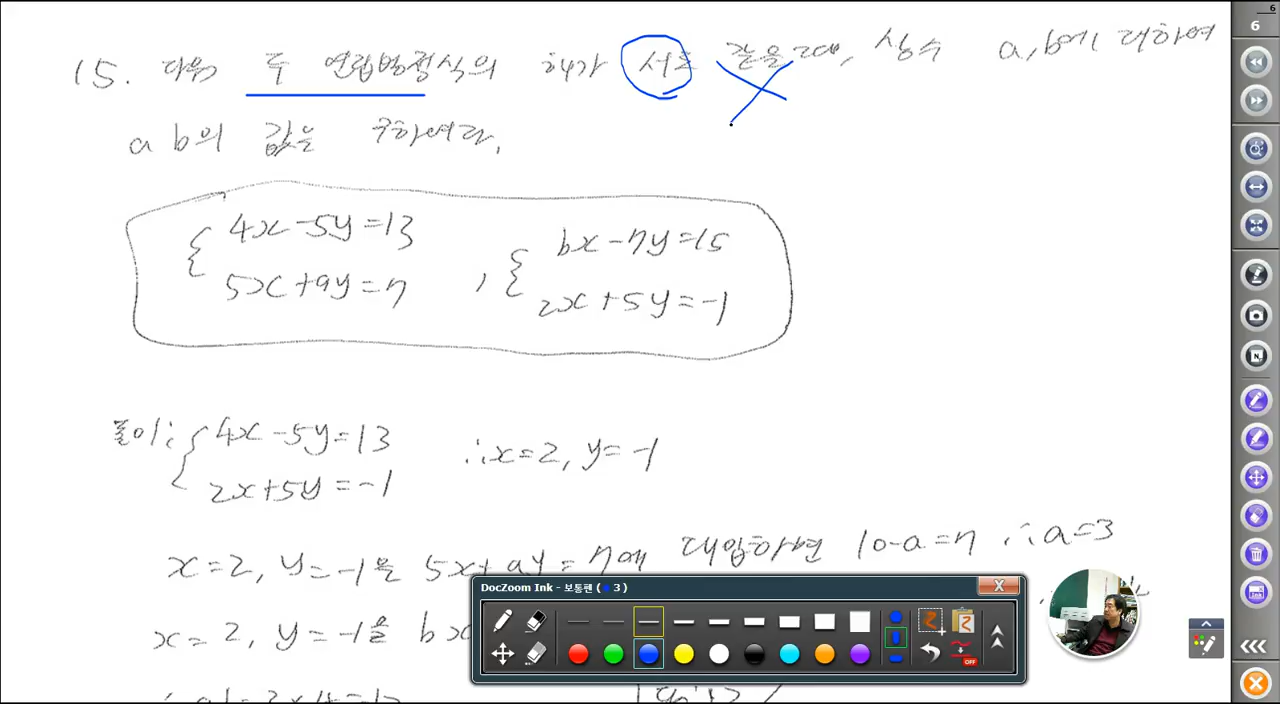 6
6
15. 다음 두 연립방정식의 해가 서로 같을 때, 상수 a, b에 대하여
a b의 값을 구하여라.
4x-5y=13
5x+ay=7
,
bx-7y=15
2x+5y=-1
풀이: 4x-5y=13
2x+5y=-1
∴x=2, y=-1
x=2, y=-1을 5x+ay=7에 대입하면 10-a=7 ∴a=3
x=2, y=-1을 bx
DocZoom Ink - 보통펜 ( 3 )
OFF
N
Ink